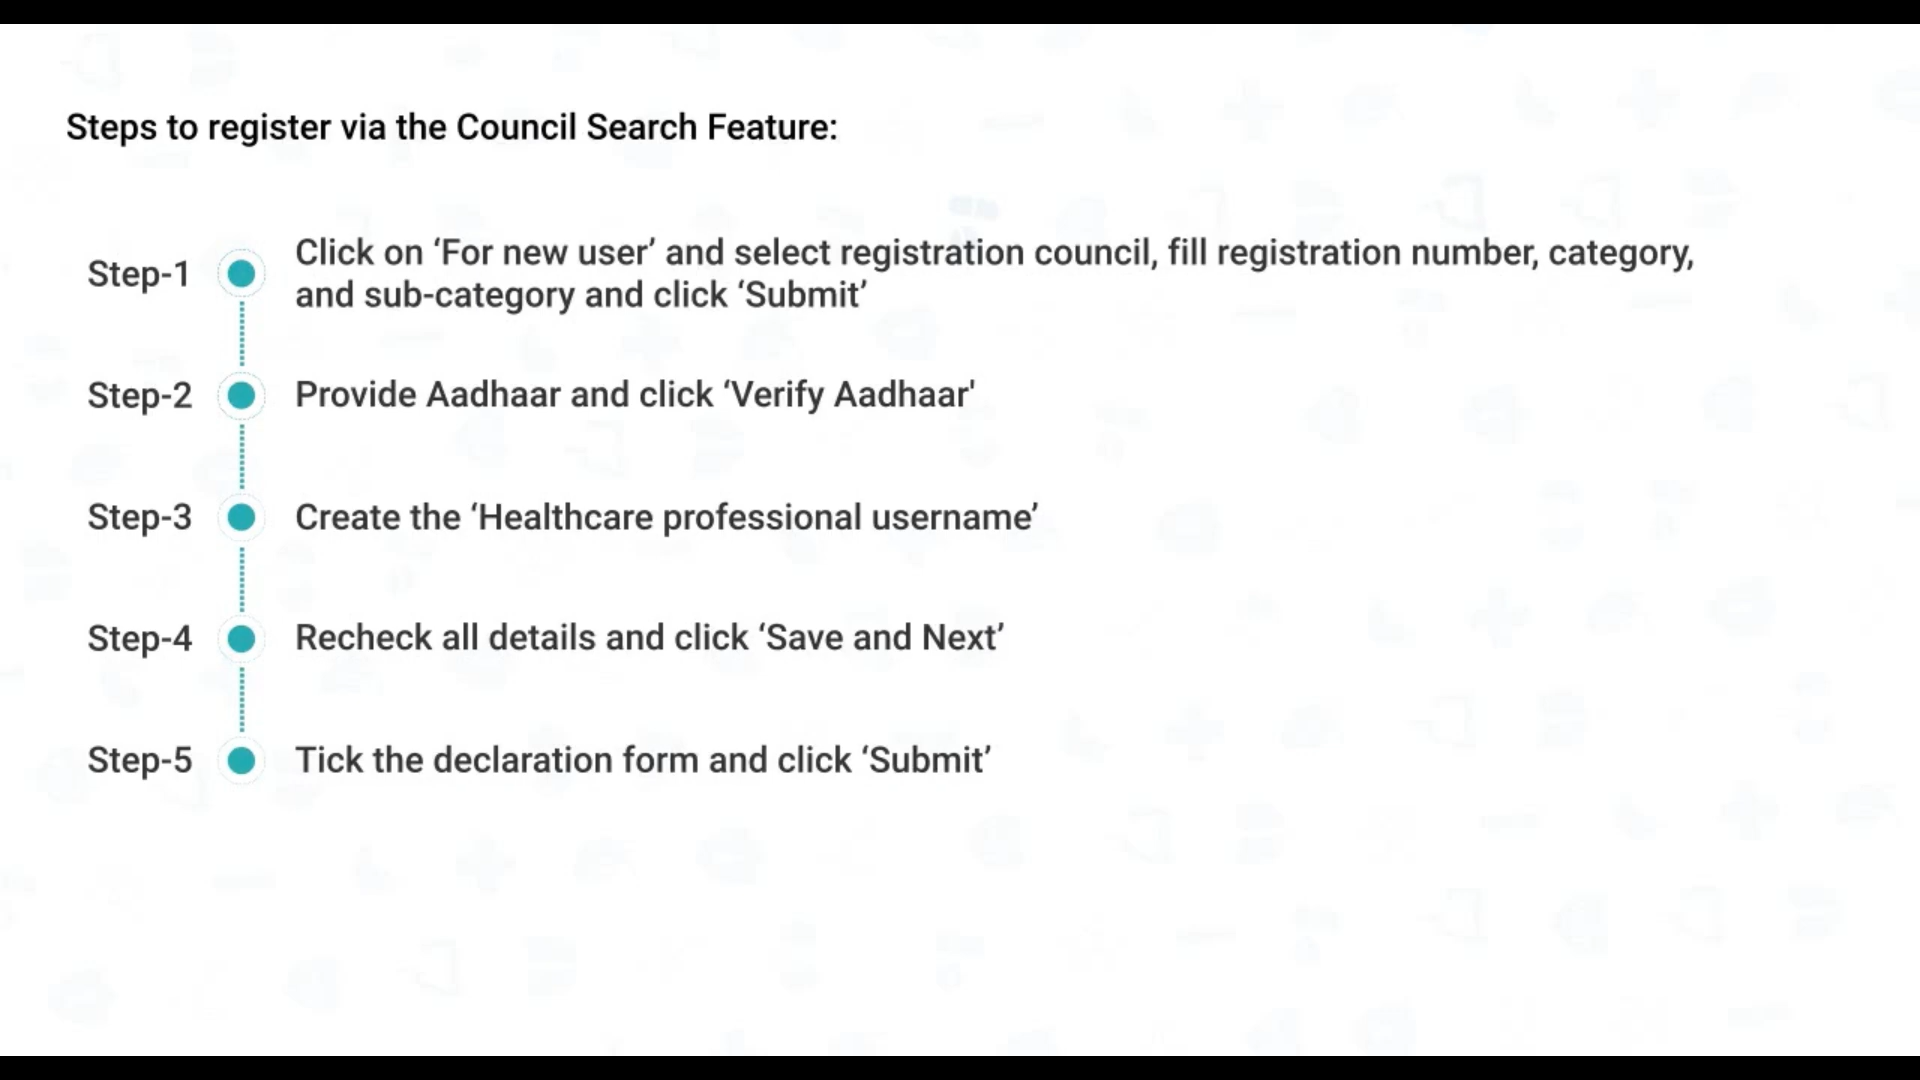 Steps to register via the Council Search Feature:
Step-1
Click on ‘For new user’ and select registration council, fill registration number, category,
and sub-category and click ‘Submit’
Step-2
Provide Aadhaar and click ‘Verify Aadhaar'
Step-3
Create the ‘Healthcare professional username’
Step-4
Recheck all details and click ‘Save and Next’
Step-5
Tick the declaration form and click ‘Submit’